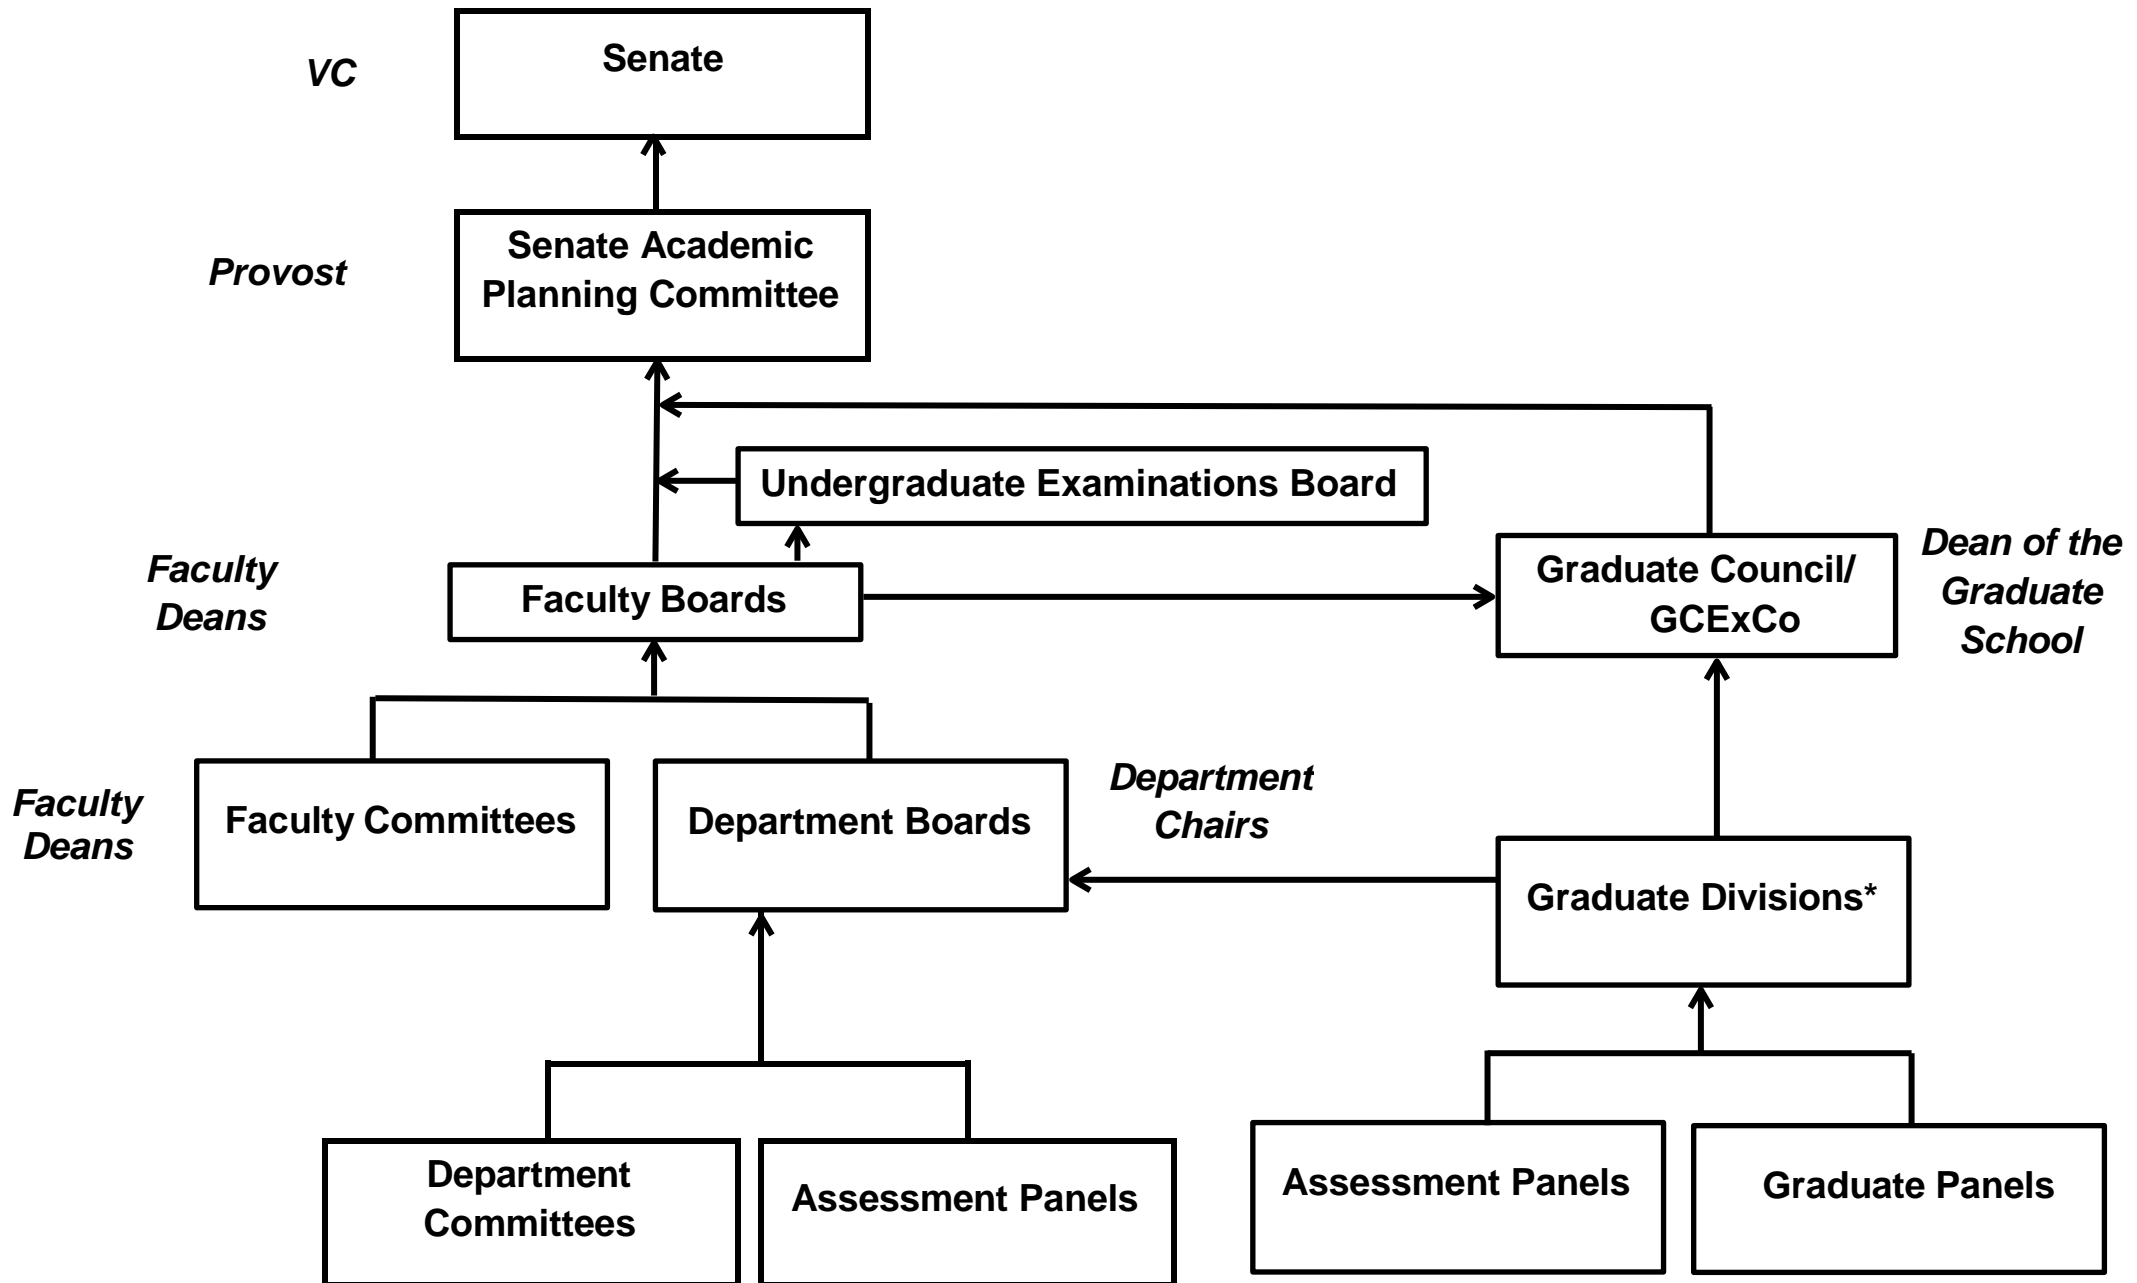 VC
Senate
Provost
Senate Academic
Planning Committee
Undergraduate Examinations Board
Faculty
Deans
Faculty Boards
Graduate Council/
GCExCo
Dean of the
Graduate
School
Faculty
Deans
Faculty Committees
Department Boards
Department
Chairs
Graduate Divisions*
Department
Committees
Assessment Panels
Assessment Panels
Graduate Panels